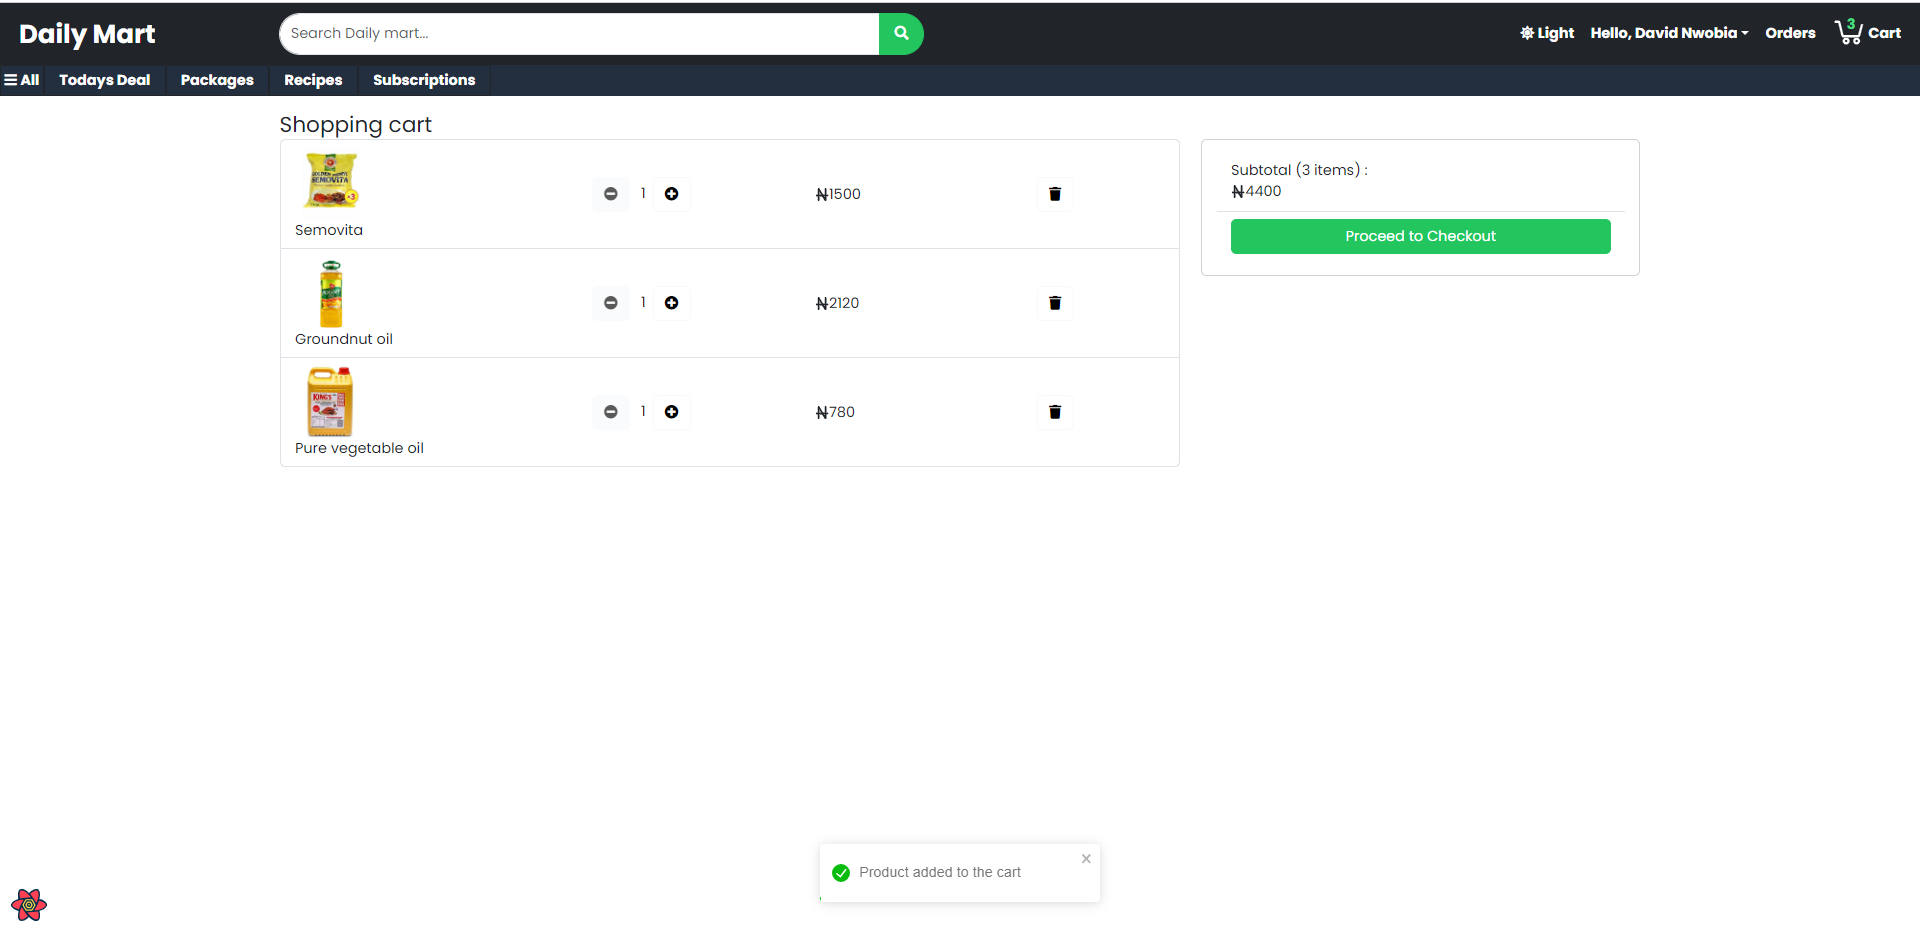 Daily Mart
Search Daily mart...
Light
Hello, David Nwobia
Orders
3
Cart
All
Todays Deal
Packages
Recipes
Subscriptions
Shopping cart
SEMOVITA
Semovita
1
₦1500
Groundnut oil
1
₦2120
KING'S
Pure vegetable oil
1
₦780
Subtotal (3 items) :
₦4400
Proceed to Checkout
Product added to the cart